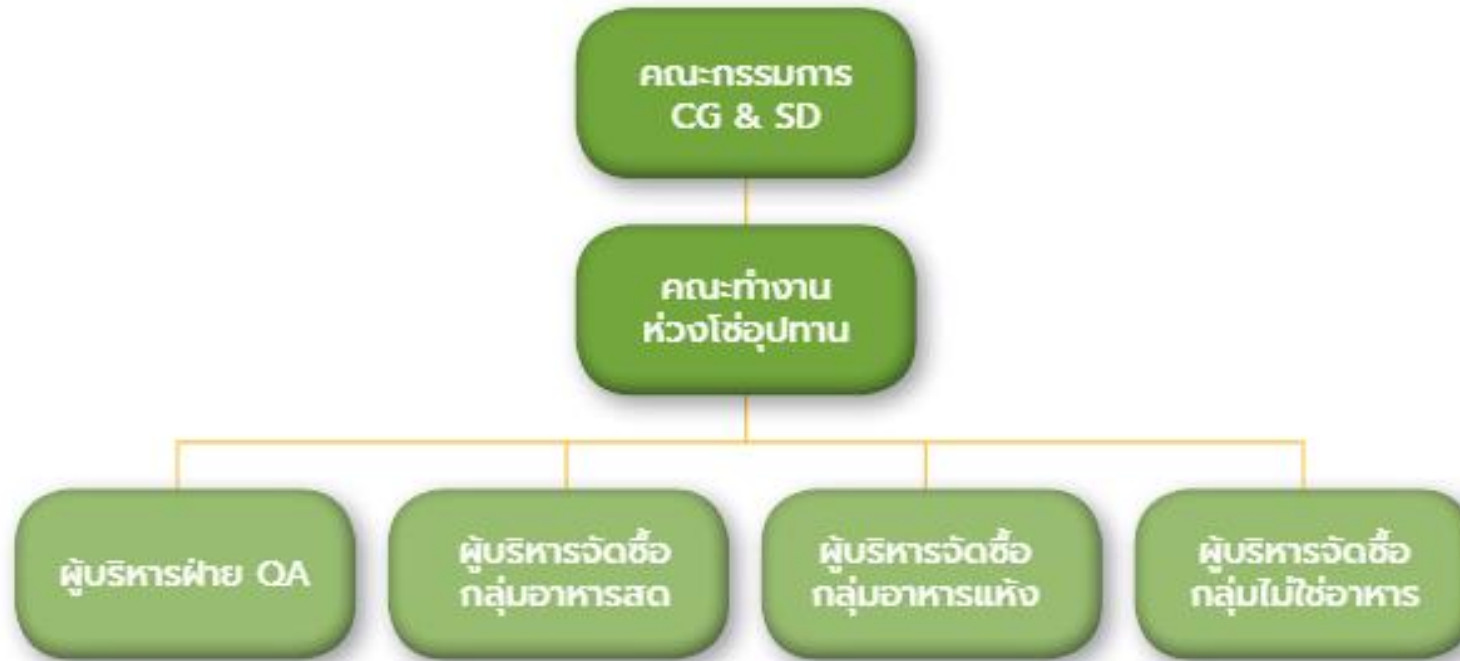 คณะกรรมการ
CG & SD
คณะทำงาน
ห่วงโซ่อุปทาน
ผู้บริหารฝ่าย QA
ผู้บริหารจัดซื้อ
กลุ่มอาหารสด
ผู้บริหารจัดซื้อ
กลุ่มอาหารแห้ง
ผู้บริหารจัดซื้อ
กลุ่มไม่ใช่อาหาร